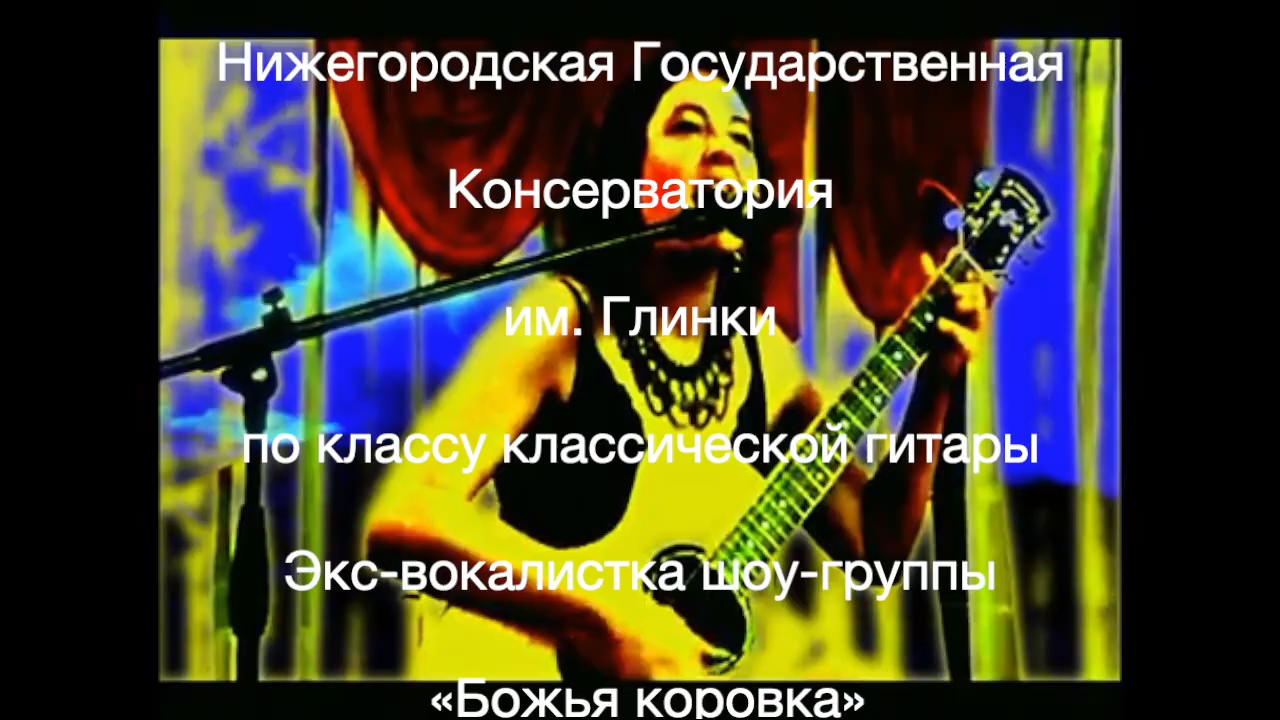 Нижегородская Государственная
Консерватория
им. Глинки
по классу классической гитары
Экс-вокалистка шоу-группы
«Божья коровка»